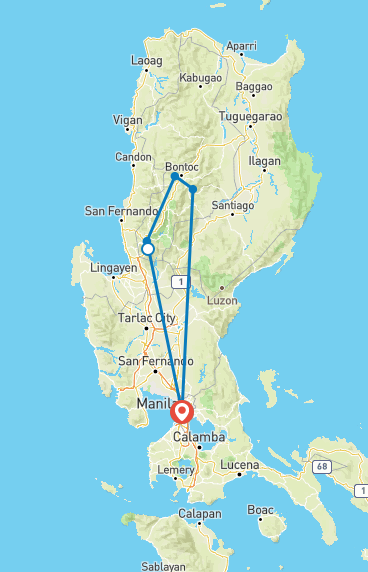 Aparri
Laoag
Kabugao
Baggao
Vigan
Tuguegarao
Candon
Bontoc
Ilagan
San Fernando
Santiago
Lingayen
1
Luzon
Tarlac City
San Fernando
Manila
Calamba
Lemery
Lucena
68
1
Calapan
Boac
Sablayan